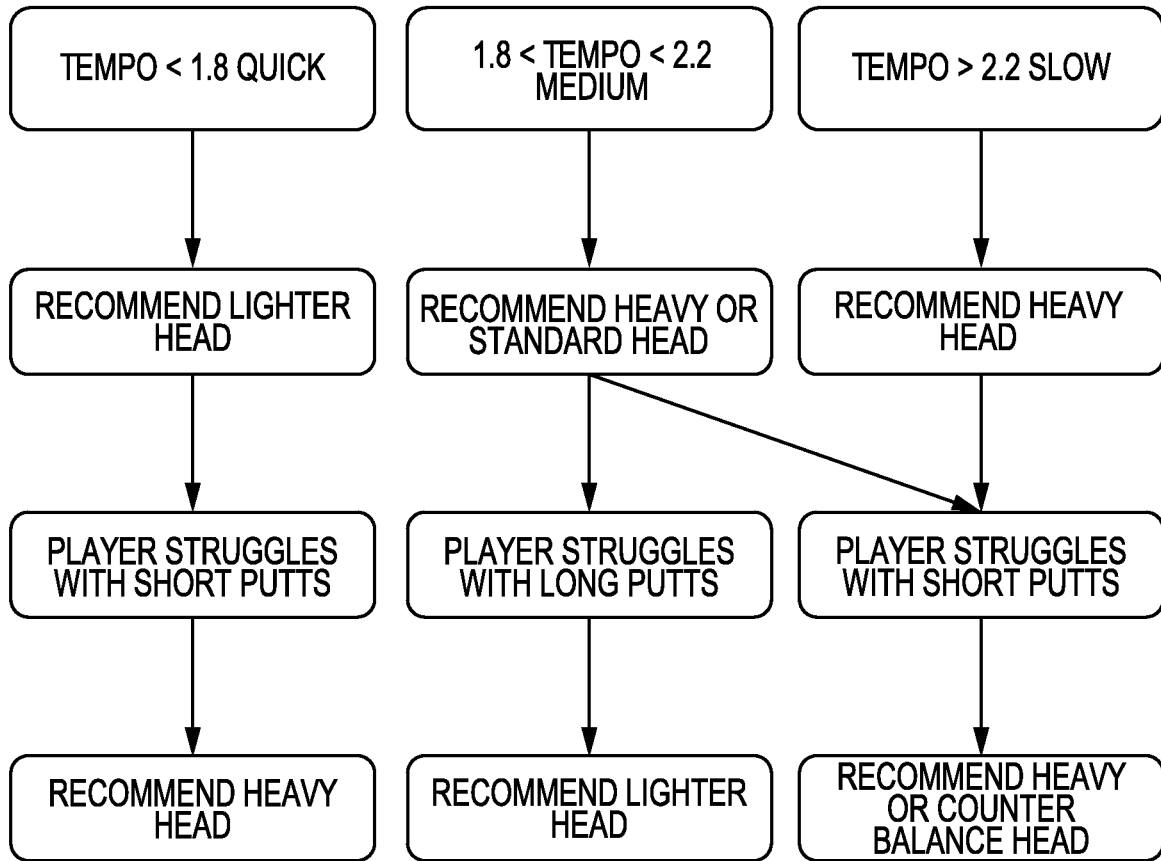 TEMPO < 1.8 QUICK
1.8 < TEMPO < 2.2
MEDIUM
TEMPO > 2.2 SLOW
RECOMMEND LIGHTER
HEAD
RECOMMEND HEAVY OR
STANDARD HEAD
RECOMMEND HEAVY
HEAD
PLAYER STRUGGLES
WITH SHORT PUTTS
PLAYER STRUGGLES
WITH LONG PUTTS
PLAYER STRUGGLES
WITH SHORT PUTTS
RECOMMEND HEAVY
HEAD
RECOMMEND LIGHTER
HEAD
RECOMMEND HEAVY
OR COUNTER
BALANCE HEAD